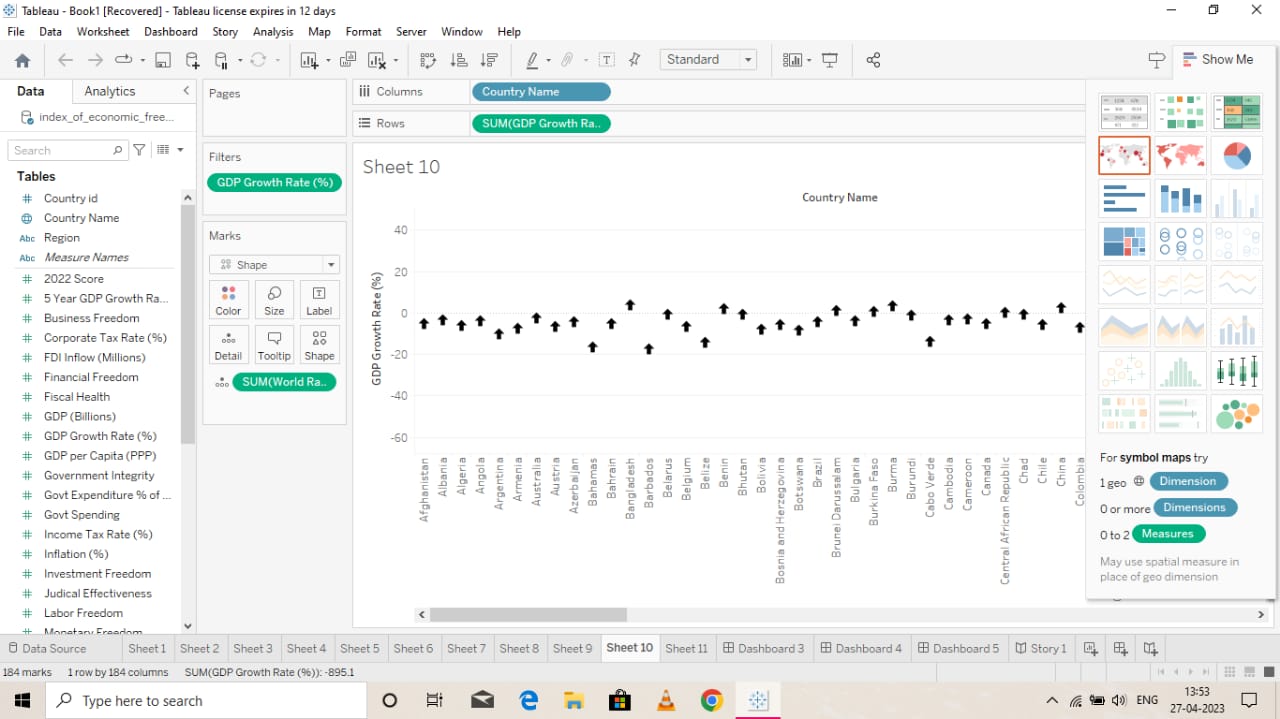 Tableau - Book1 [Recovered] - Tableau license expires in 12 days
File Data Worksheet Dashboard Story Analysis Map Format Server Window Help
Standard
Show Me
Data Analytics
index_of_economic_free...
Search
Tables
Country id
Country Name
Abc Region
Abc Measure Names
2022 Score
5 Year GDP Growth Ra...
Business Freedom
Corporate Tax Rate (%)
FDI Inflow (Millions)
Financial Freedom
Fiscal Health
GDP (Billions)
GDP Growth Rate (%)
GDP per Capita (PPP)
Government Integrity
Govt Expenditure % of ...
Govt Spending
Income Tax Rate (%)
Inflation (%)
Investment Freedom
Judical Effectiveness
Labor Freedom
Monetary Freedom
Pages
Filters
GDP Growth Rate (%)
Marks
Shape
Color Size Label
Detail Tooltip Shape
SUM(World Ra..
Columns Country Name
Rows SUM(GDP Growth Ra..
Sheet 10
Country Name
GDP Growth Rate (%)
40
20
0
-20
-40
-60
Afghanistan
Albania
Algeria
Angola
Argentina
Armenia
Australia
Austria
Azerbaijan
Bahamas
Bahrain
Bangladesh
Barbados
Belarus
Belgium
Belize
Benin
Bhutan
Bolivia
Bosnia and Herzegovina
Botswana
Brazil
Brunei Darussalam
Bulgaria
Burkina Faso
Burma
Burundi
Cabo Verde
Cambodia
Cameroon
Canada
Central African Republic
Chad
Chile
China
Colombia
For symbol maps try
1 geo Dimension
0 or more Dimensions
0 to 2 Measures
May use spatial measure in
place of geo dimension
Data Source Sheet 1 Sheet 2 Sheet 3 Sheet 4 Sheet 5 Sheet 6 Sheet 7 Sheet 8 Sheet 9 Sheet 10 Sheet 11 Dashboard 3 Dashboard 4 Dashboard 5 Story 1
184 marks 1 row by 184 columns SUM(GDP Growth Rate (%)): -895.1
Type here to search
ENG
13:53
27-04-2023